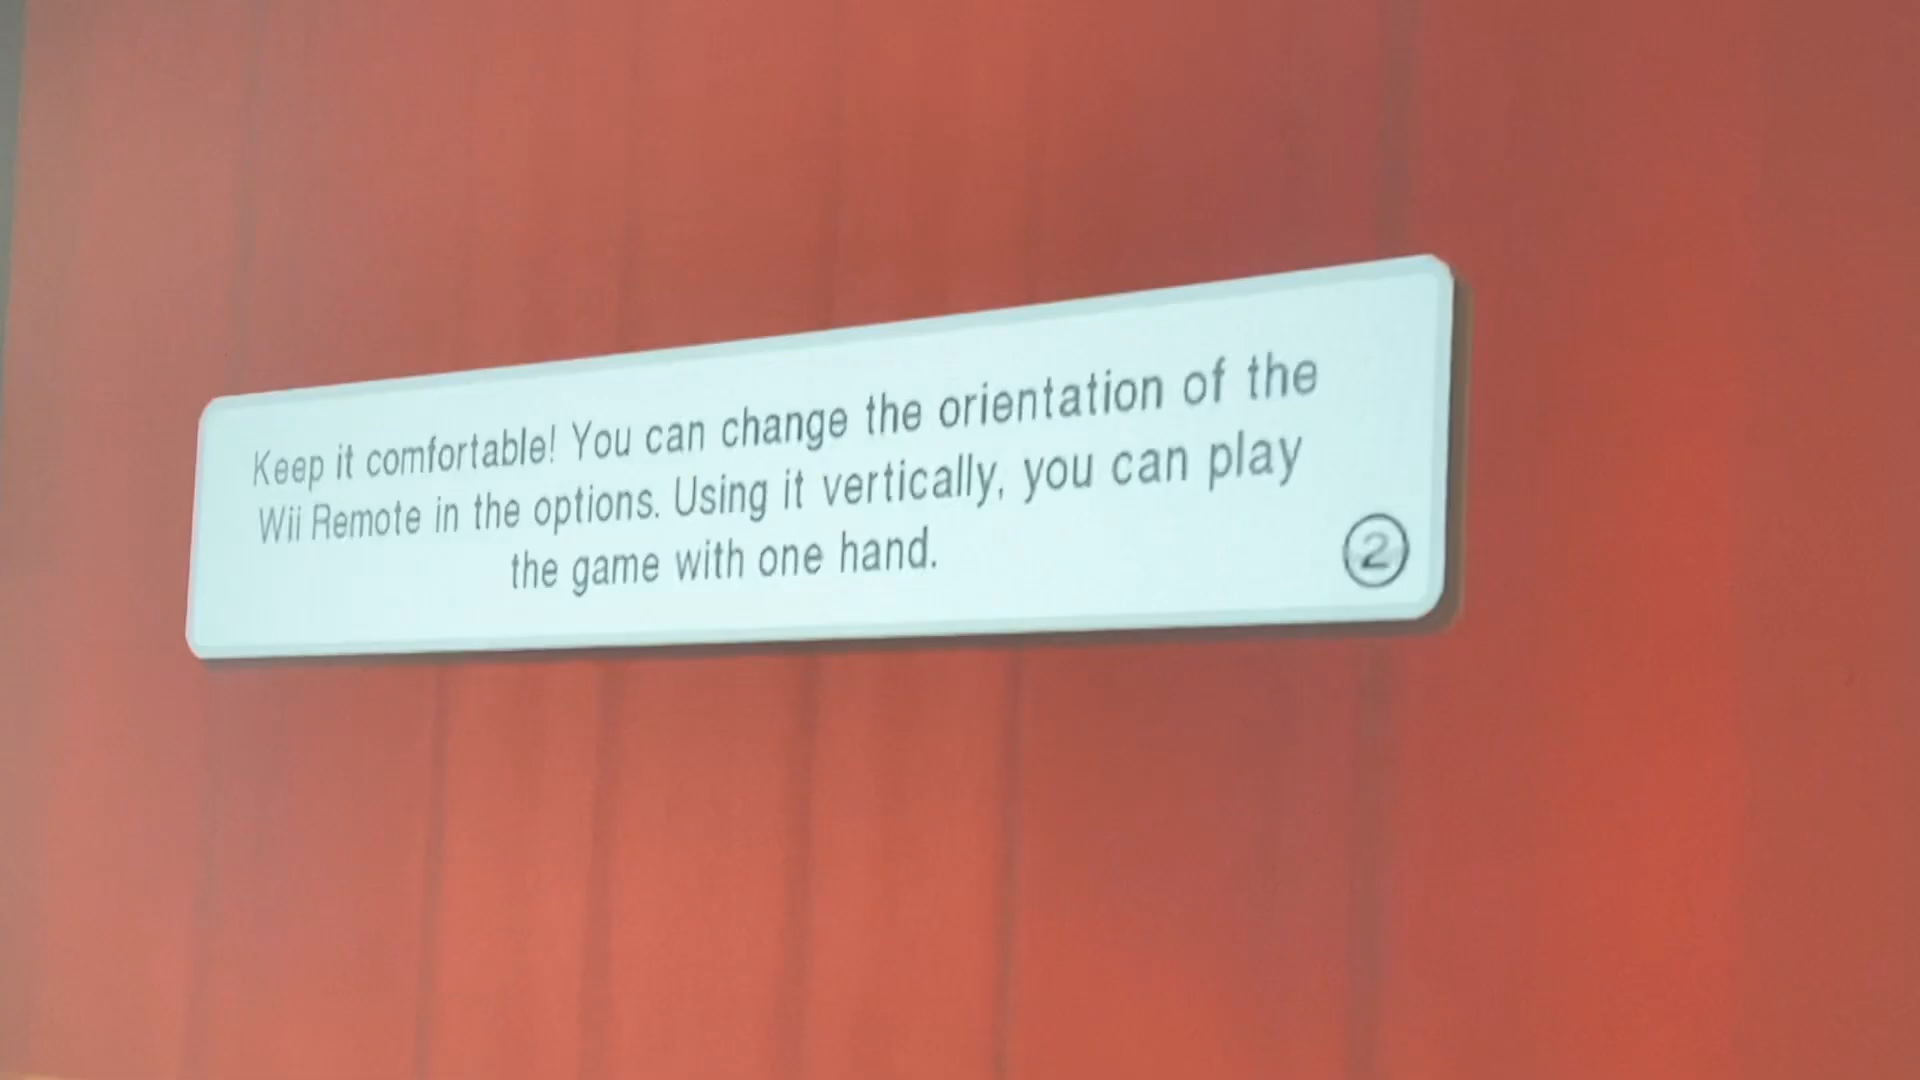 Keep it comfortable! You can change the orientation of the
Wii Remote in the options. Using it vertically, you can play
the game with one hand.
2